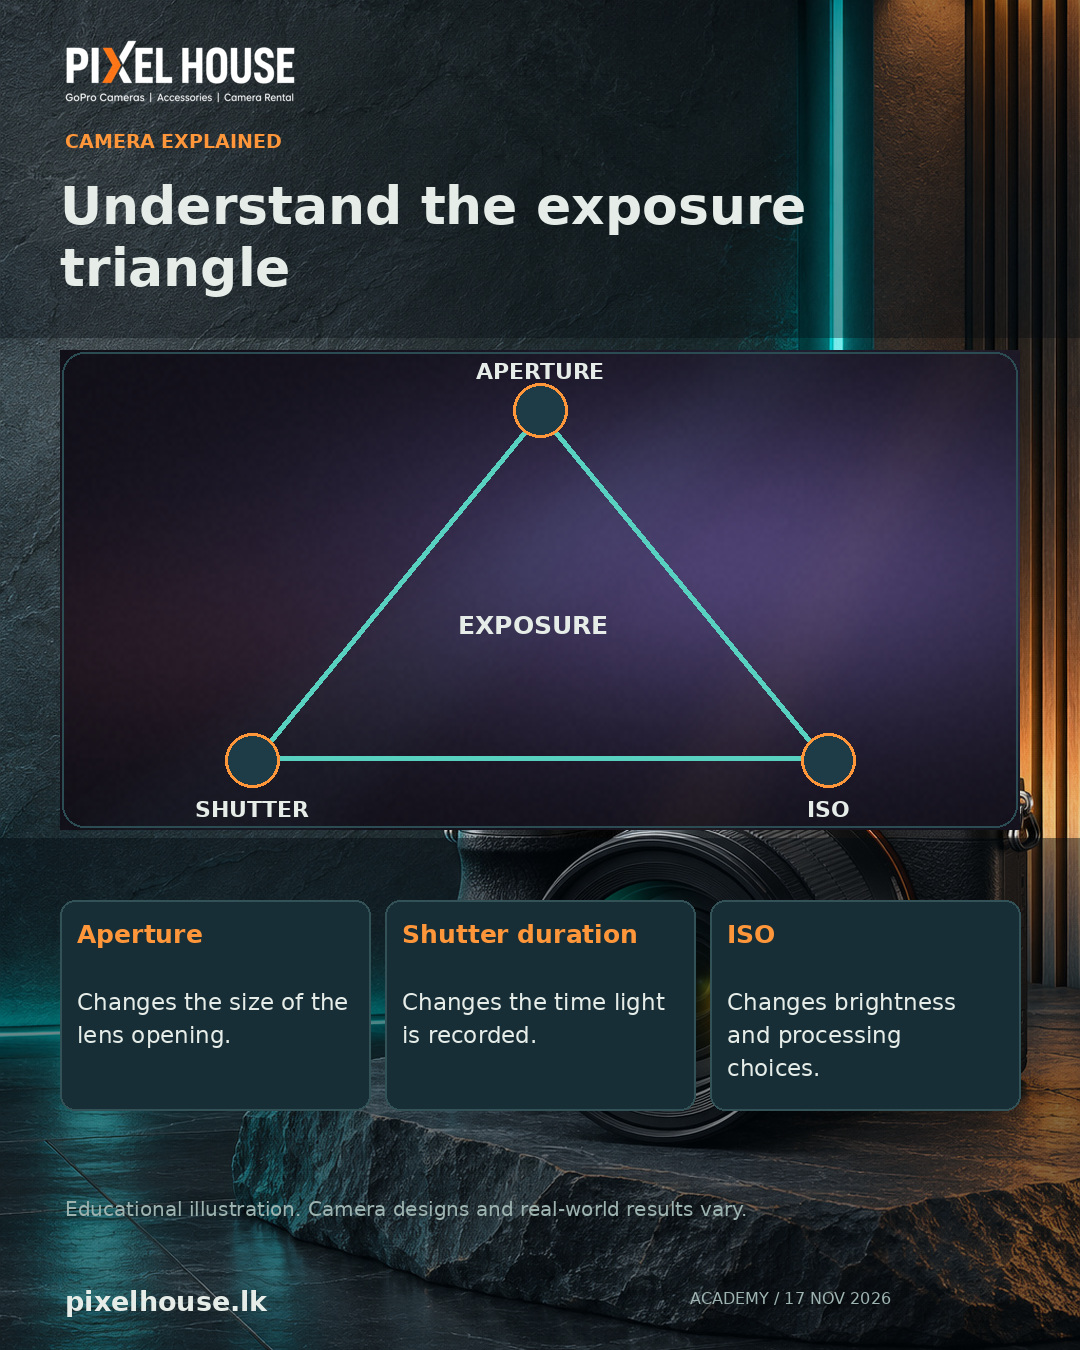 PIXEL HOUSE
GoPro Cameras | Accessories | Camera Rental
CAMERA EXPLAINED
Understand the exposure
triangle
APERTURE
EXPOSURE
SHUTTER
ISO
Aperture
Changes the size of the
lens opening.
Shutter duration
Changes the time light
is recorded.
ISO
Changes brightness
and processing
choices.
Educational illustration. Camera designs and real-world results vary.
pixelhouse.lk
ACADEMY / 17 NOV 2026